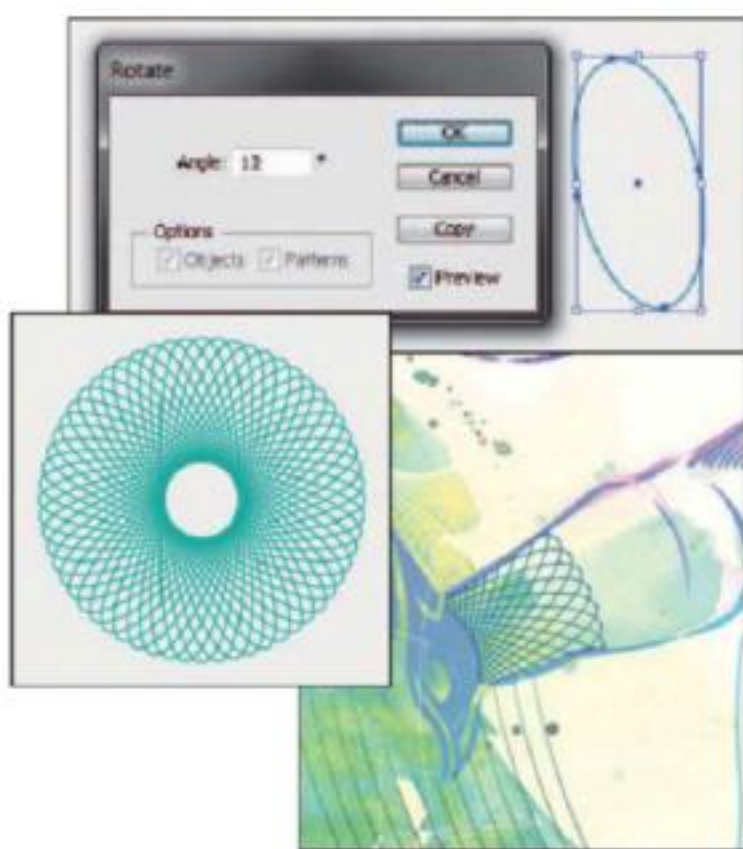 Rotate
OK
Angle: 12 °
Cancel
Copy
Options
Objects Patterns
Preview